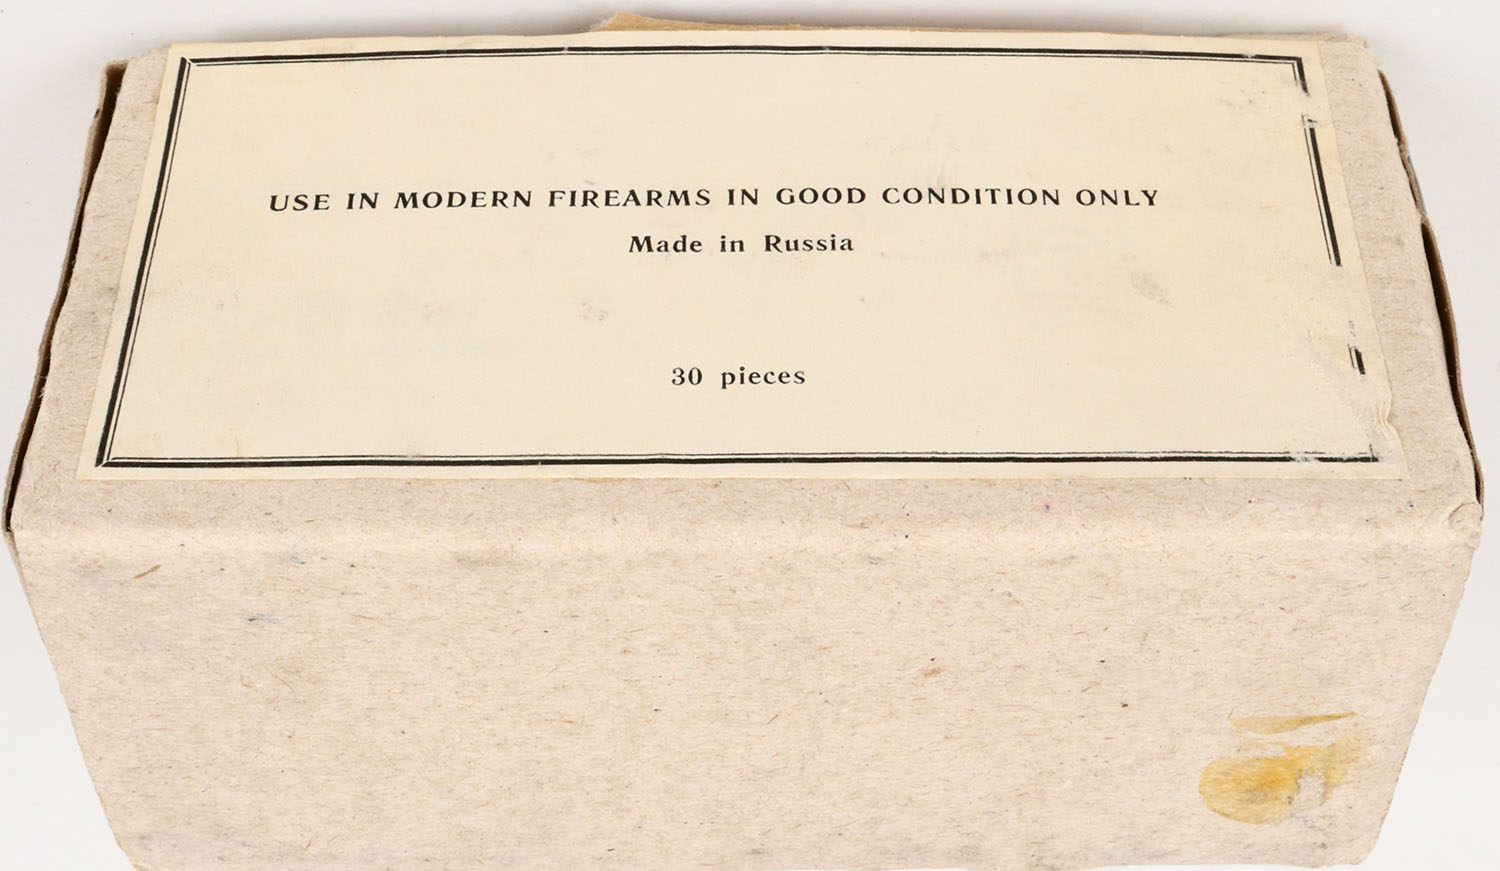 USE IN MODERN FIREARMS IN GOOD CONDITION ONLY
Made in Russia
30 pieces